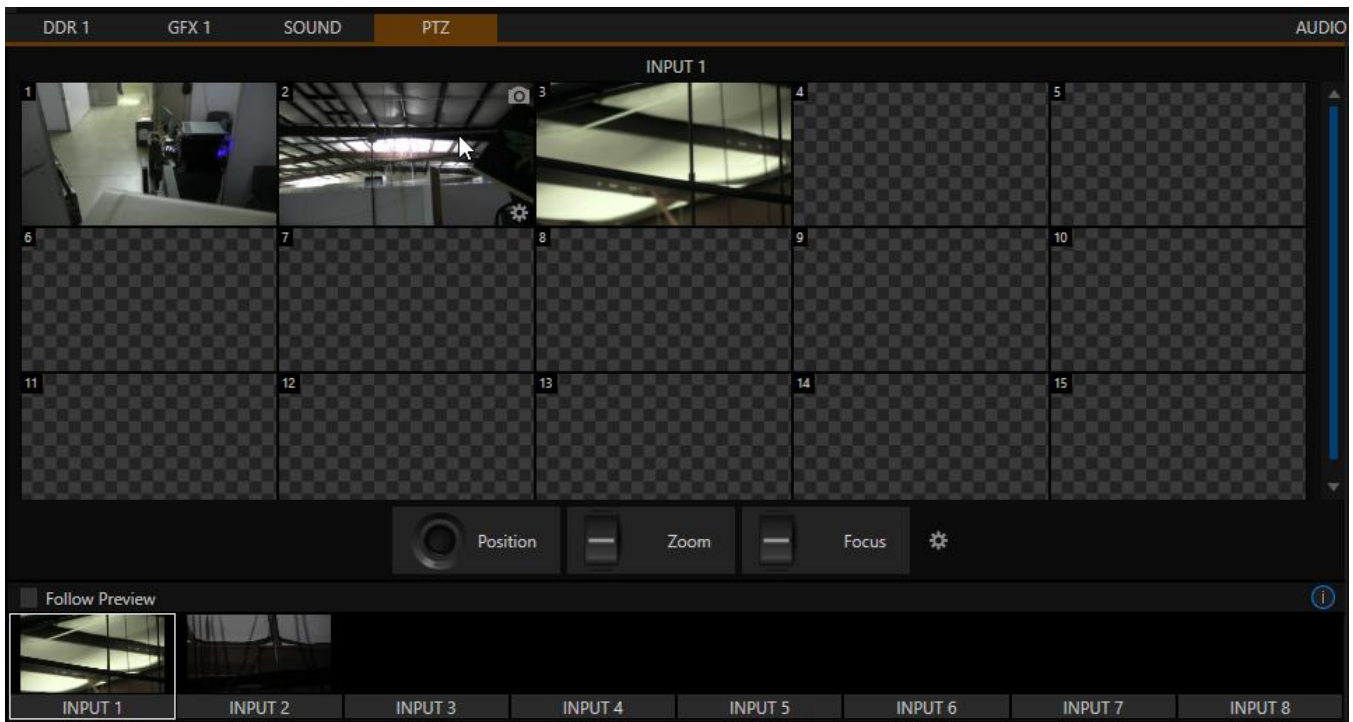 DDR 1 GFX 1 SOUND PTZ AUDIO
INPUT 1
1 2 3 4 5
6 7 8 9 10
11 12 13 14 15
Position Zoom Focus
Follow Preview i
INPUT 1 INPUT 2 INPUT 3 INPUT 4 INPUT 5 INPUT 6 INPUT 7 INPUT 8